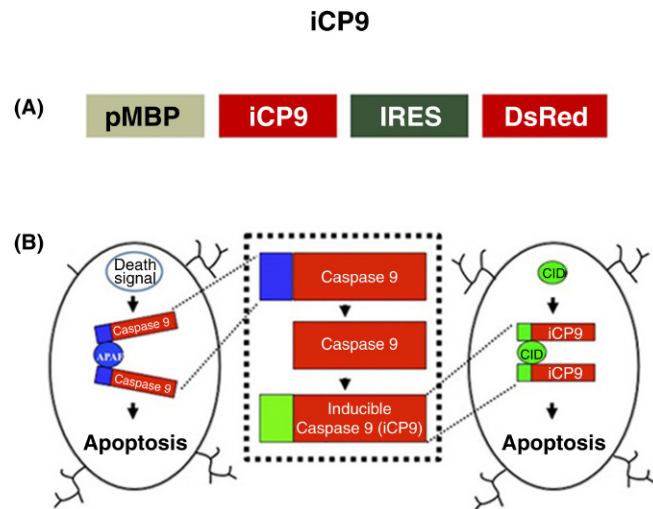 iCP9
(A)
pMBP iCP9 IRES DsRed
(B)
Death
signal
Caspase 9
APAF
Caspase 9
Apoptosis
Caspase 9
Caspase 9
Inducible
Caspase 9 (iCP9)
CID
iCP9
CID
iCP9
Apoptosis